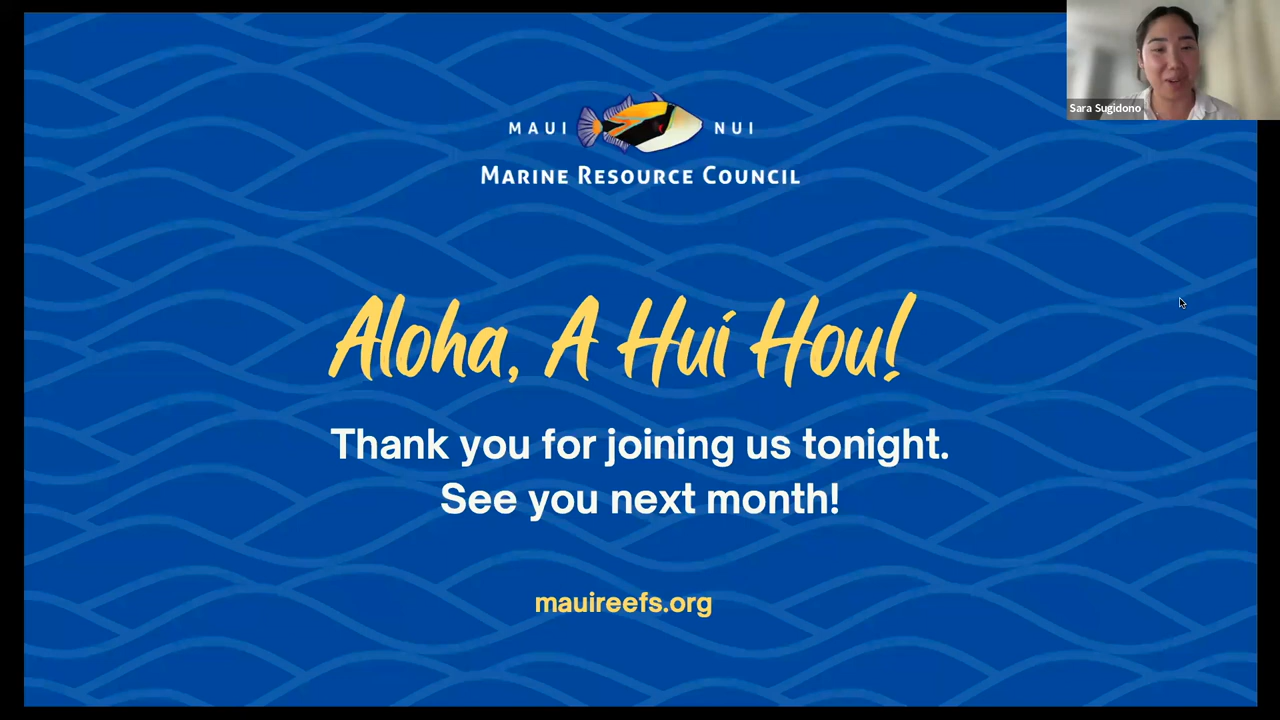 MAUI NUI
MARINE RESOURCE COUNCIL
Aloha, A Hui Hou!
Thank you for joining us tonight.
See you next month!
mauireefs.org
Sara Sugidono